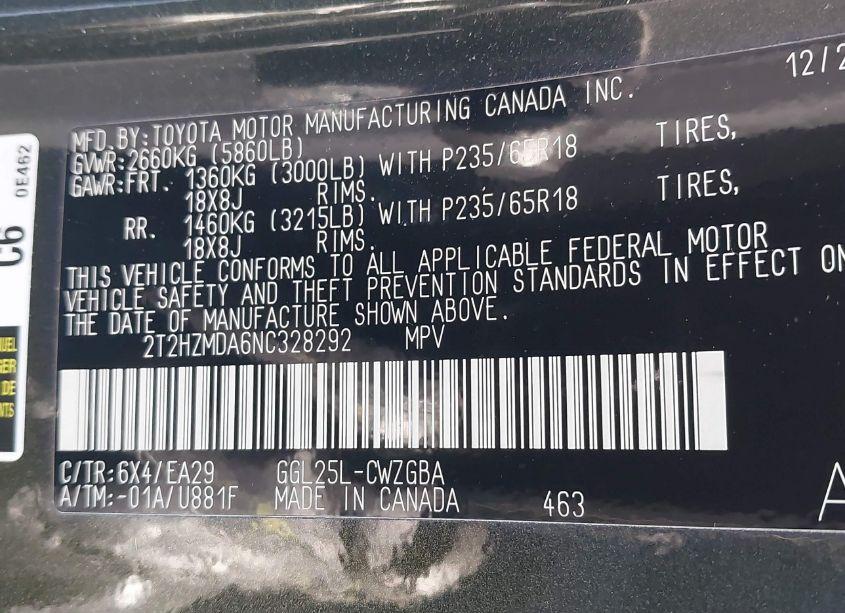 12/2
MFD.BY:TOYOTA MOTOR MANUFACTURING CANADA INC.
GVWR:2660KG (5860LB)
GAWR:FRT. 1360KG (3000LB) WITH P235/65R18 TIRES,
18X8J RIMS.
RR. 1460KG (3215LB) WITH P235/65R18 TIRES,
18X8J RIMS.
THIS VEHICLE CONFORMS TO ALL APPLICABLE FEDERAL MOTOR
VEHICLE SAFETY AND THEFT PREVENTION STANDARDS IN EFFECT ON
THE DATE OF MANUFACTURE SHOWN ABOVE.
2T2HZMDA6NC328292 MPV
C/TR:6X4/EA29 GGL25L-CWZGBA
A/TM:-01A/U881F MADE IN CANADA 463
A
C6
0E462
DE